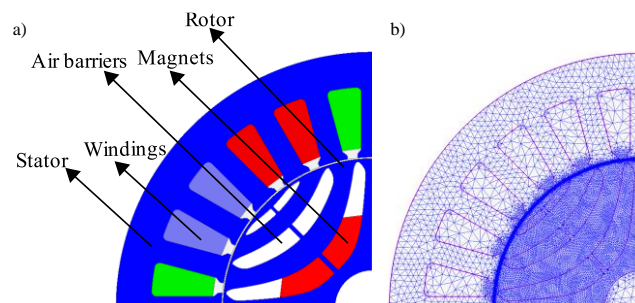 a)
Rotor
b)
Air barriers
Magnets
Stator
Windings